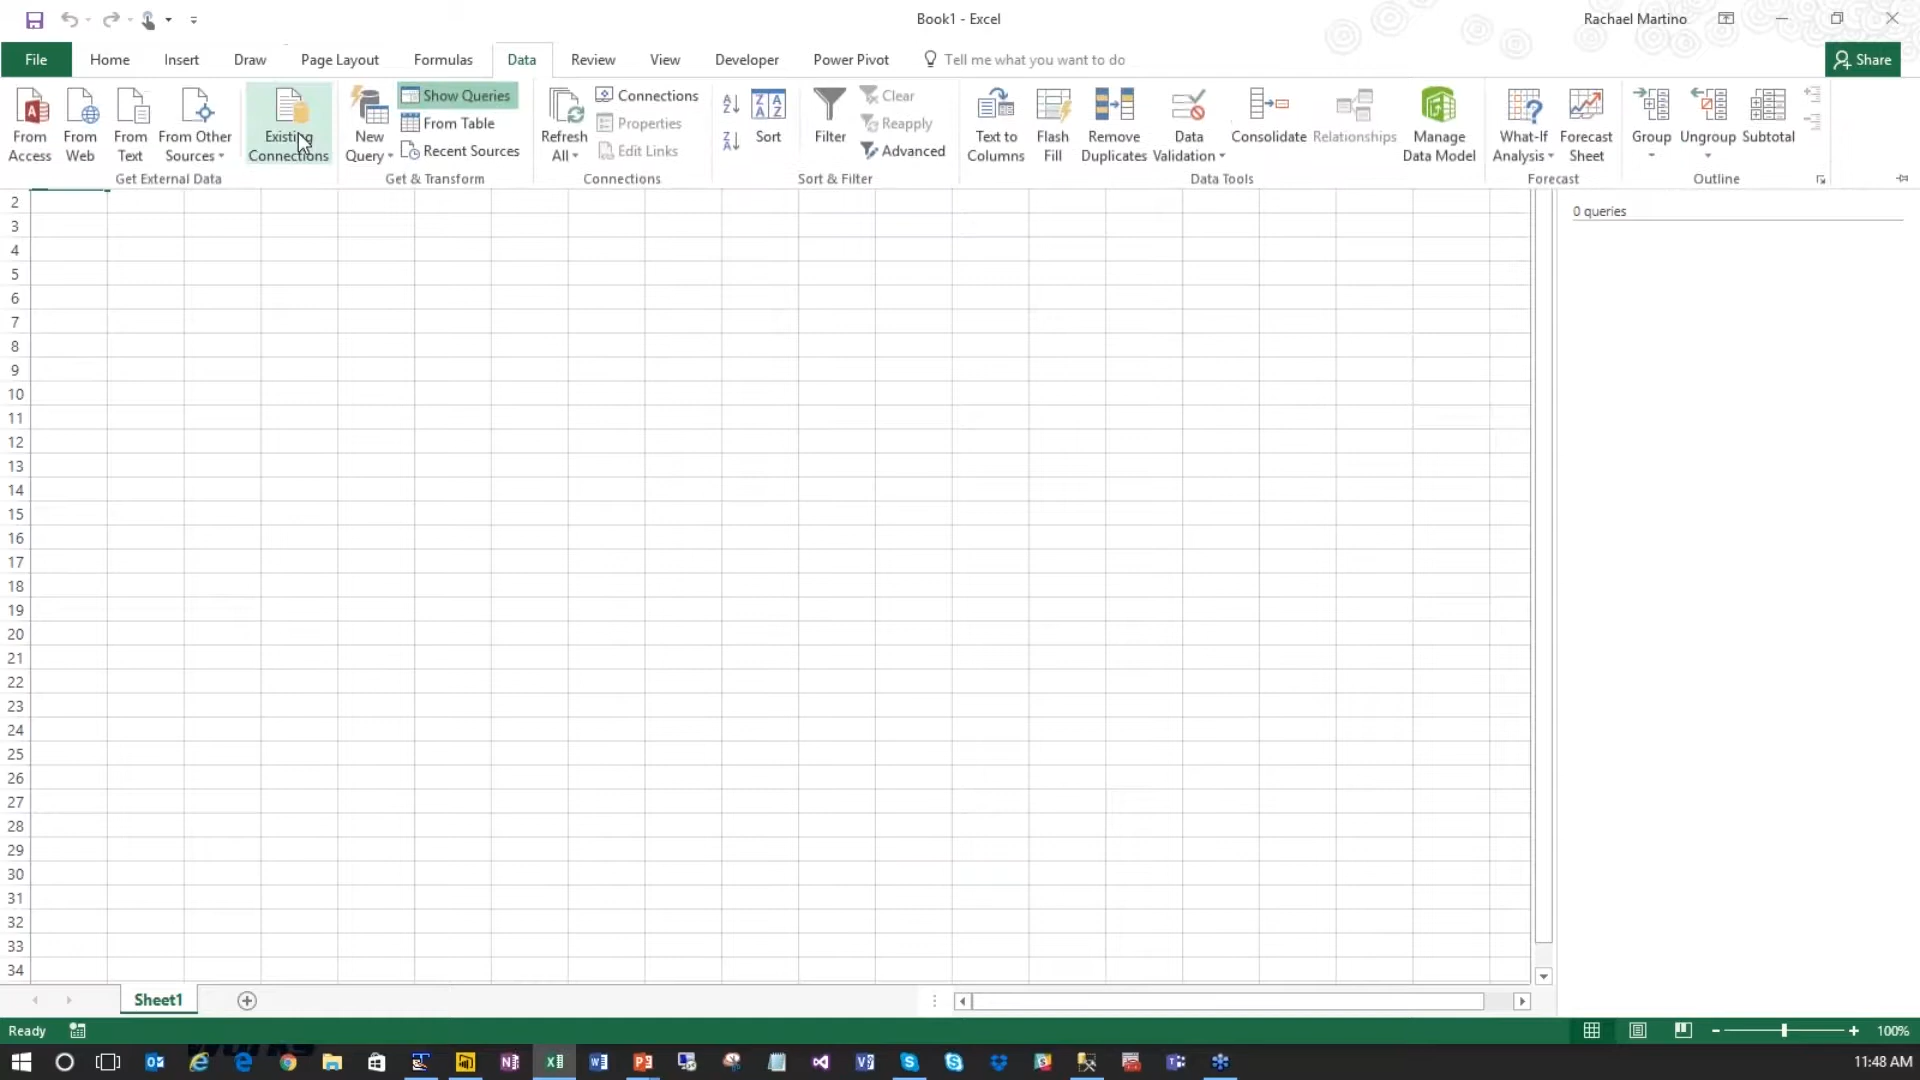 Book1 - Excel
Rachael Martino
File Home Insert Draw Page Layout Formulas Data Review View Developer Power Pivot Tell me what you want to do Share
From Access
From Web
From Text
From Other Sources
Existing Connections
Get External Data
New Query
Show Queries
From Table
Recent Sources
Get & Transform
Refresh All
Connections
Properties
Edit Links
Connections
Sort
Filter
Clear
Reapply
Advanced
Sort & Filter
Text to Columns
Flash Fill
Remove Duplicates
Data Validation
Consolidate
Relationships
Manage Data Model
Data Tools
What-If Analysis
Forecast Sheet
Forecast
Group
Ungroup
Subtotal
Outline
0 queries
2
3
4
5
6
7
8
9
10
11
12
13
14
15
16
17
18
19
20
21
22
23
24
25
26
27
28
29
30
31
32
33
34
Sheet1
Ready
100%
11:48 AM